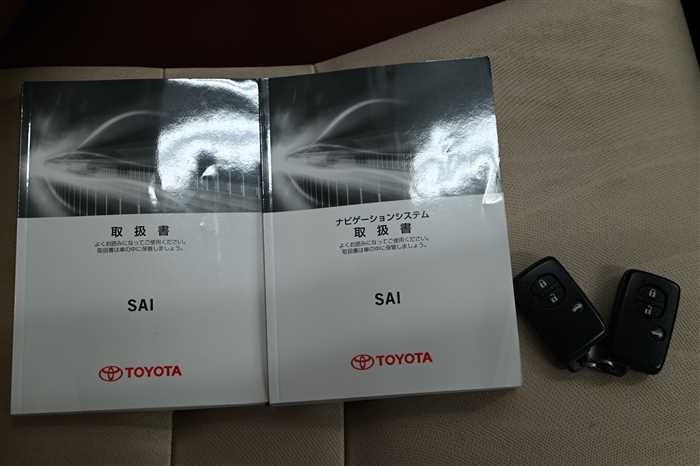 取扱書
よくお読みになってご使用ください。
取扱書は車の中に保管しましょう。
SAI
TOYOTA
ナビゲーションシステム
取扱書
よくお読みになってご使用ください。
取扱書は車の中に保管しましょう。
SAI
TOYOTA